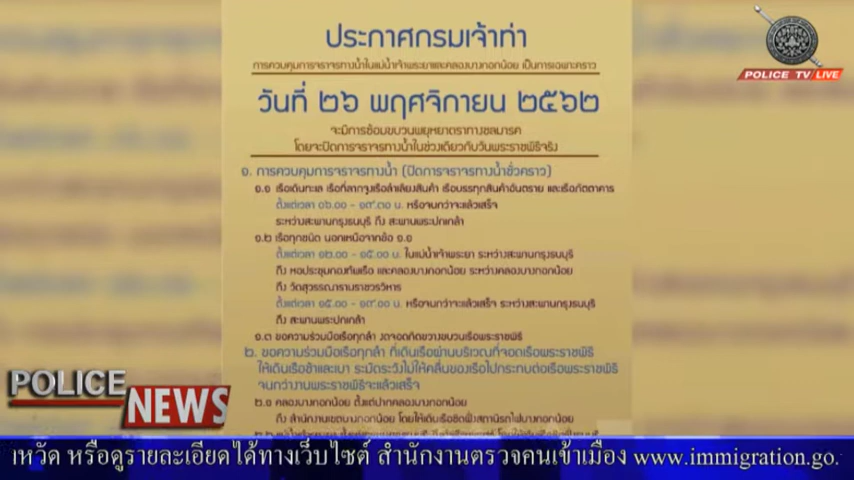 ประกาศกรมเจ้าท่า
การควบคุมการจราจรทางน้ำในแม่น้ำเจ้าพระยาและคลองบางกอกน้อย เป็นการเฉพาะคราว
วันที่ ๒๖ พฤศจิกายน ๒๕๖๒
จะมีการซ้อมขบวนพยุหยาตราทางชลมารค
โดยจะปิดการจราจรทางน้ำในช่วงเดียวกับวันพระราชพิธีจริง
๑. การควบคุมการจราจรทางน้ำ (ปิดการจราจรทางน้ำชั่วคราว)
๑.๑ เรือเดินทะเล เรือที่ลากจูงเรือลำเลียงสินค้า เรือบรรทุกสินค้าอันตราย และเรือภัตตาคาร
ตั้งแต่เวลา ๐๖.๐๐ - ๑๙.๓๐ น. หรือจนกว่าจะแล้วเสร็จ
ระหว่างสะพานกรุงธนบุรี ถึง สะพานพระปกเกล้า
๑.๒ เรือทุกชนิด นอกเหนือจากข้อ ๑.๑
ตั้งแต่เวลา ๑๒.๐๐ - ๑๕.๐๐ น. ในแม่น้ำเจ้าพระยา ระหว่างสะพานกรุงธนบุรี
ถึง หอประชุมกองทัพเรือ และคลองบางกอกน้อย ระหว่างคลองบางกอกน้อย
ถึง วัดสุวรรณารามราชวรวิหาร
ตั้งแต่เวลา ๑๕.๐๐ - ๑๙.๐๐ น. หรือจนกว่าจะแล้วเสร็จ ระหว่างสะพานกรุงธนบุรี
ถึง สะพานพระปกเกล้า
๑.๓ ขอความร่วมมือเรือทุกลำ งดจอดกีดขวางขบวนเรือพระราชพิธี
๒. ขอความร่วมมือเรือทุกลำ ที่เดินเรือผ่านบริเวณที่จอดเรือพระราชพิธี
ให้เดินเรือช้าและเบา ระมัดระวังไม่ให้คลื่นของเรือไปกระทบต่อเรือพระราชพิธี
จนกว่างานพระราชพิธีจะแล้วเสร็จ
๒.๑ คลองบางกอกน้อย ตั้งแต่ปากคลองบางกอกน้อย
ถึง สำนักงานเขตบางกอกน้อย โดยให้เดินเรือชิดฝั่งสถานีรถไฟบางกอกน้อย
POLICE TV LIVE
POLICE
NEWS
เหวัด หรือดูรายละเอียดได้ทางเว็บไซต์ สำนักงานตรวจคนเข้าเมือง www.immigration.go.